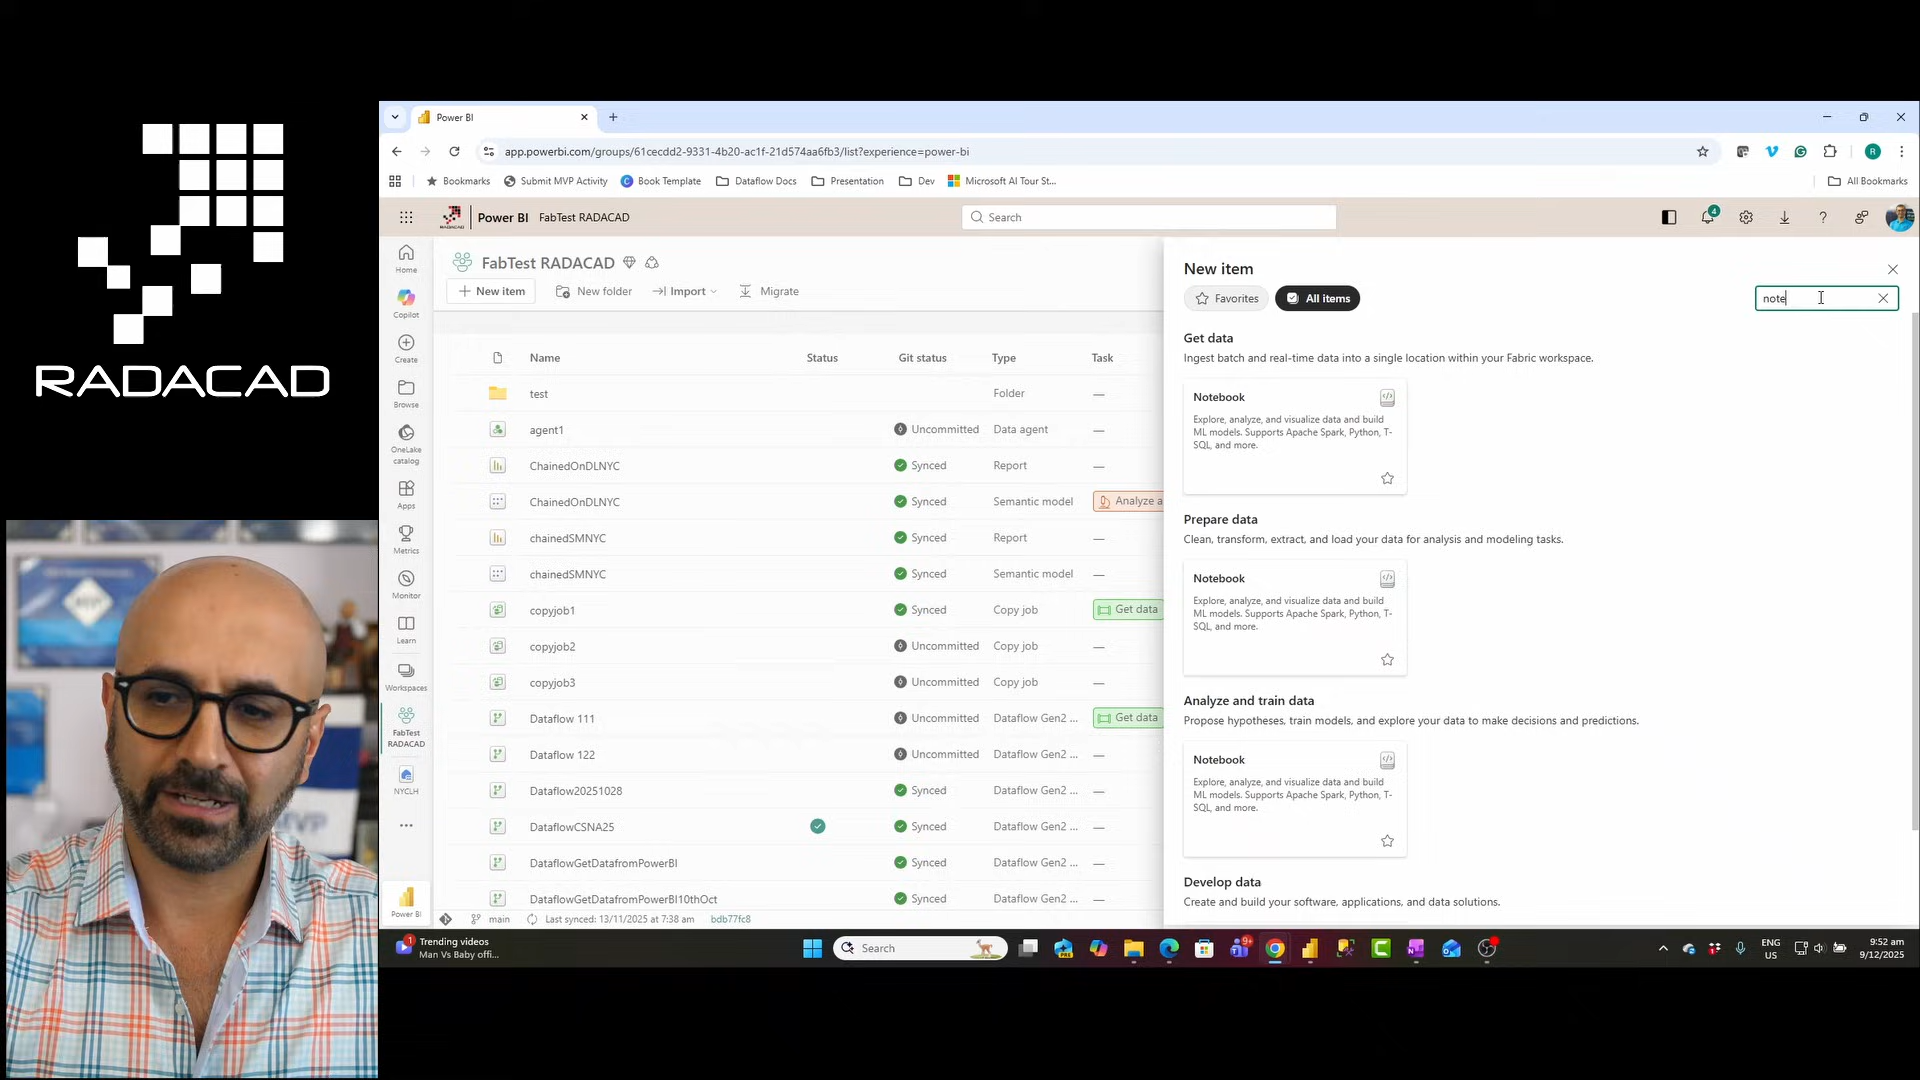 RADACAD
Power BI
app.powerbi.com/groups/61cecdd2-9331-4b20-ac1f-21d574aa6fb3/list?experience=power-bi
Bookmarks
Submit MVP Activity
Book Template
Dataflow Docs
Presentation
Dev
Microsoft AI Tour St...
All Bookmarks
Power BI FabTest RADACAD
Search
4
FabTest RADACAD
New item
New folder
Import
Migrate
Home
Copilot
Create
Browse
OneLake
catalog
Apps
Metrics
Monitor
Learn
Workspaces
FabTest
RADACAD
NYCLH
Power BI
Name Status Git status Type Task
test Folder —
agent1 Uncommitted Data agent —
ChainedOnDLNYC Synced Report —
ChainedOnDLNYC Synced Semantic model Analyze a
chainedSMNYC Synced Report —
chainedSMNYC Synced Semantic model —
copyjob1 Synced Copy job Get data
copyjob2 Uncommitted Copy job —
copyjob3 Uncommitted Copy job —
Dataflow 111 Uncommitted Dataflow Gen2 ... Get data
Dataflow 122 Uncommitted Dataflow Gen2 ... —
Dataflow20251028 Synced Dataflow Gen2 ... —
DataflowCSNA25 Synced Dataflow Gen2 ... —
DataflowGetDatafromPowerBI Synced Dataflow Gen2 ... —
DataflowGetDatafromPowerBI10thOct Synced Dataflow Gen2 ... —
main Last synced: 13/11/2025 at 7:38 am bdb77fc8
New item
Favorites
All items
note
Get data
Ingest batch and real-time data into a single location within your Fabric workspace.
Notebook
Explore, analyze, and visualize data and build
ML models. Supports Apache Spark, Python, T-
SQL, and more.
Prepare data
Clean, transform, extract, and load your data for analysis and modeling tasks.
Notebook
Explore, analyze, and visualize data and build
ML models. Supports Apache Spark, Python, T-
SQL, and more.
Analyze and train data
Propose hypotheses, train models, and explore your data to make decisions and predictions.
Notebook
Explore, analyze, and visualize data and build
ML models. Supports Apache Spark, Python, T-
SQL, and more.
Develop data
Create and build your software, applications, and data solutions.
1
Trending videos
Man Vs Baby offi...
Search
ENG
US
9:52 am
9/12/2025